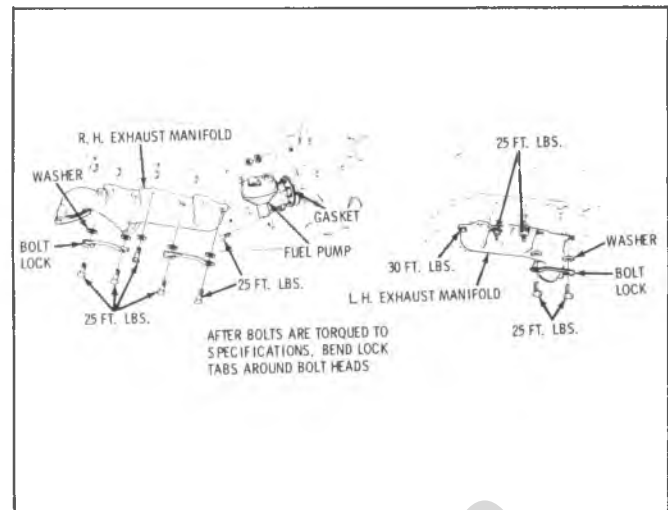 R. H. EXHAUST MANIFOLD
WASHER
BOLT
LOCK
25 FT. LBS.
GASKET
FUEL PUMP
25 FT. LBS.
AFTER BOLTS ARE TORQUED TO
SPECIFICATIONS, BEND LOCK
TABS AROUND BOLT HEADS
25 FT. LBS.
30 FT. LBS.
L.H. EXHAUST MANIFOLD
WASHER
BOLT
LOCK
25 FT. LBS.